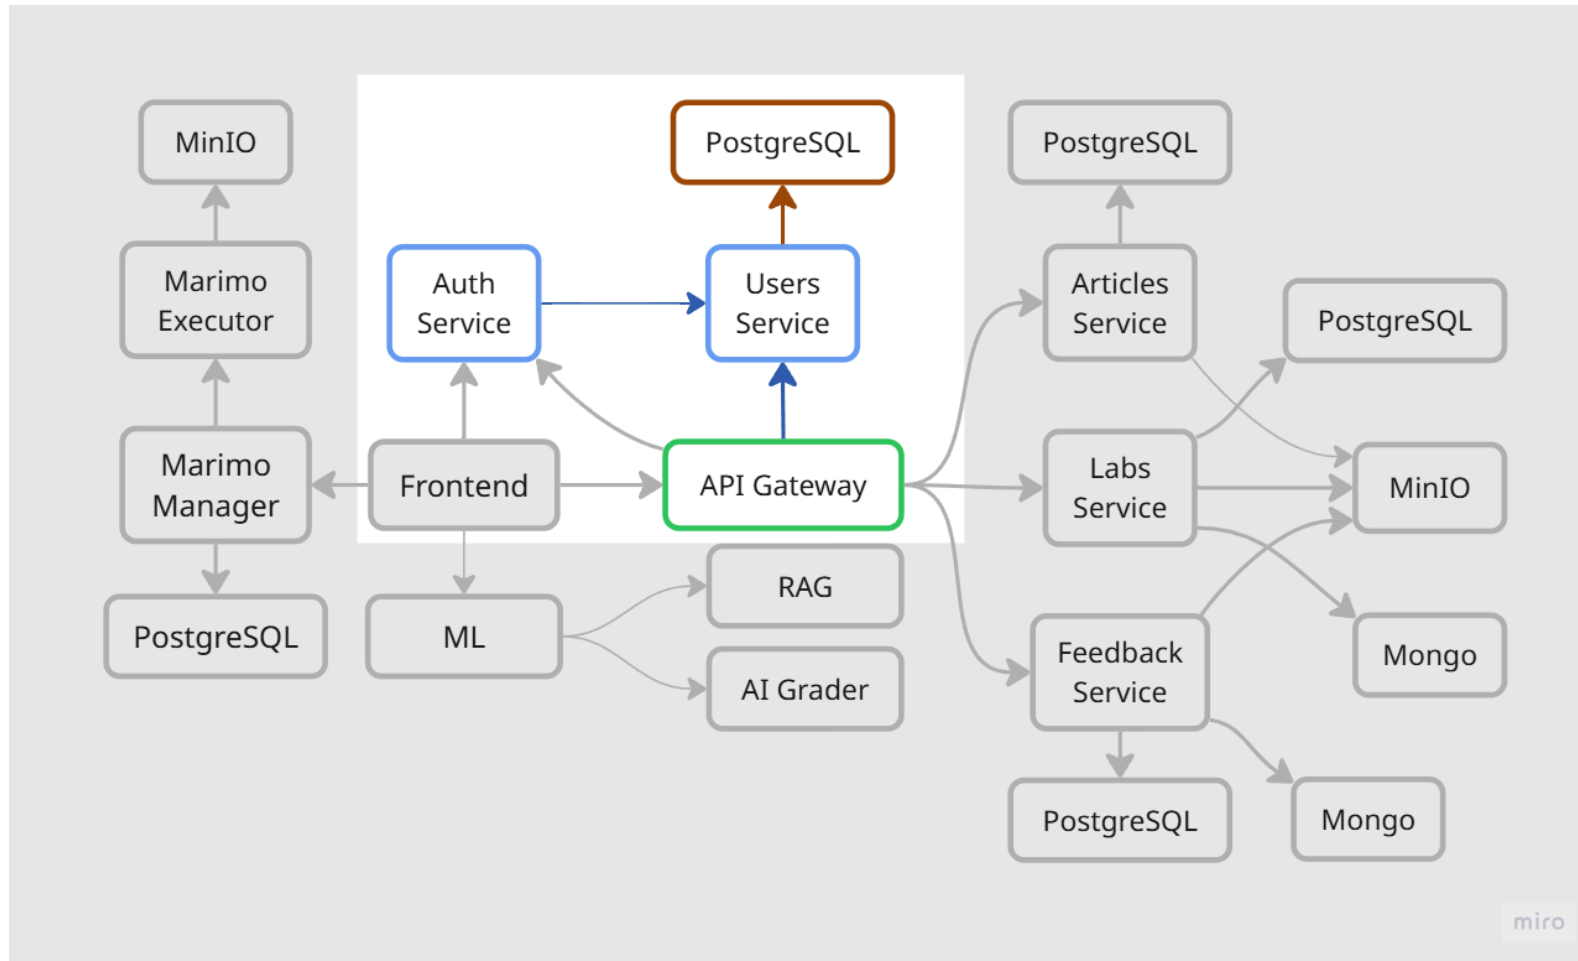 MinIO
PostgreSQL
PostgreSQL
Marimo
Executor
Auth
Service
Users
Service
Articles
Service
PostgreSQL
Marimo
Manager
Frontend
API Gateway
Labs
Service
MinIO
RAG
PostgreSQL
ML
AI Grader
Feedback
Service
Mongo
PostgreSQL
Mongo
miro